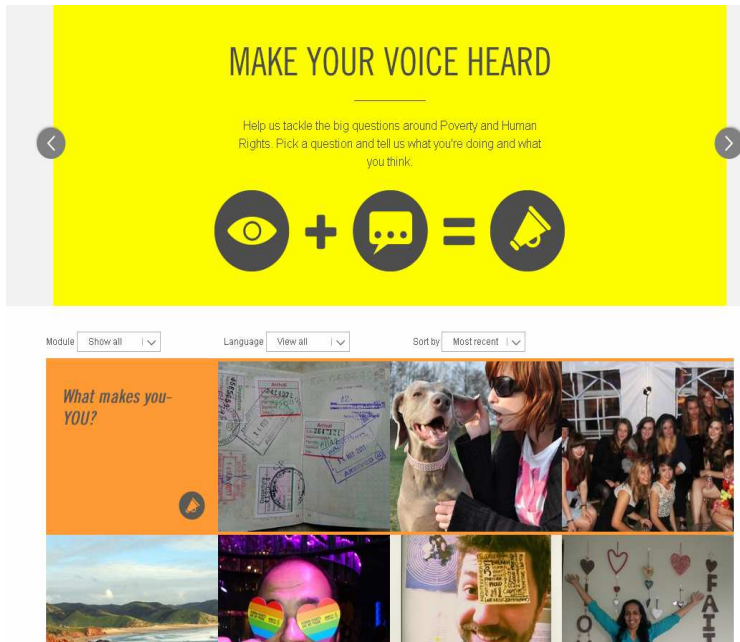 MAKE YOUR VOICE HEARD
Help us tackle the big questions around Poverty and Human
Rights. Pick a question and tell us what you're doing and what
you think.
Module Show all Language View all Sort by Most recent
What makes you-
YOU?
FAI